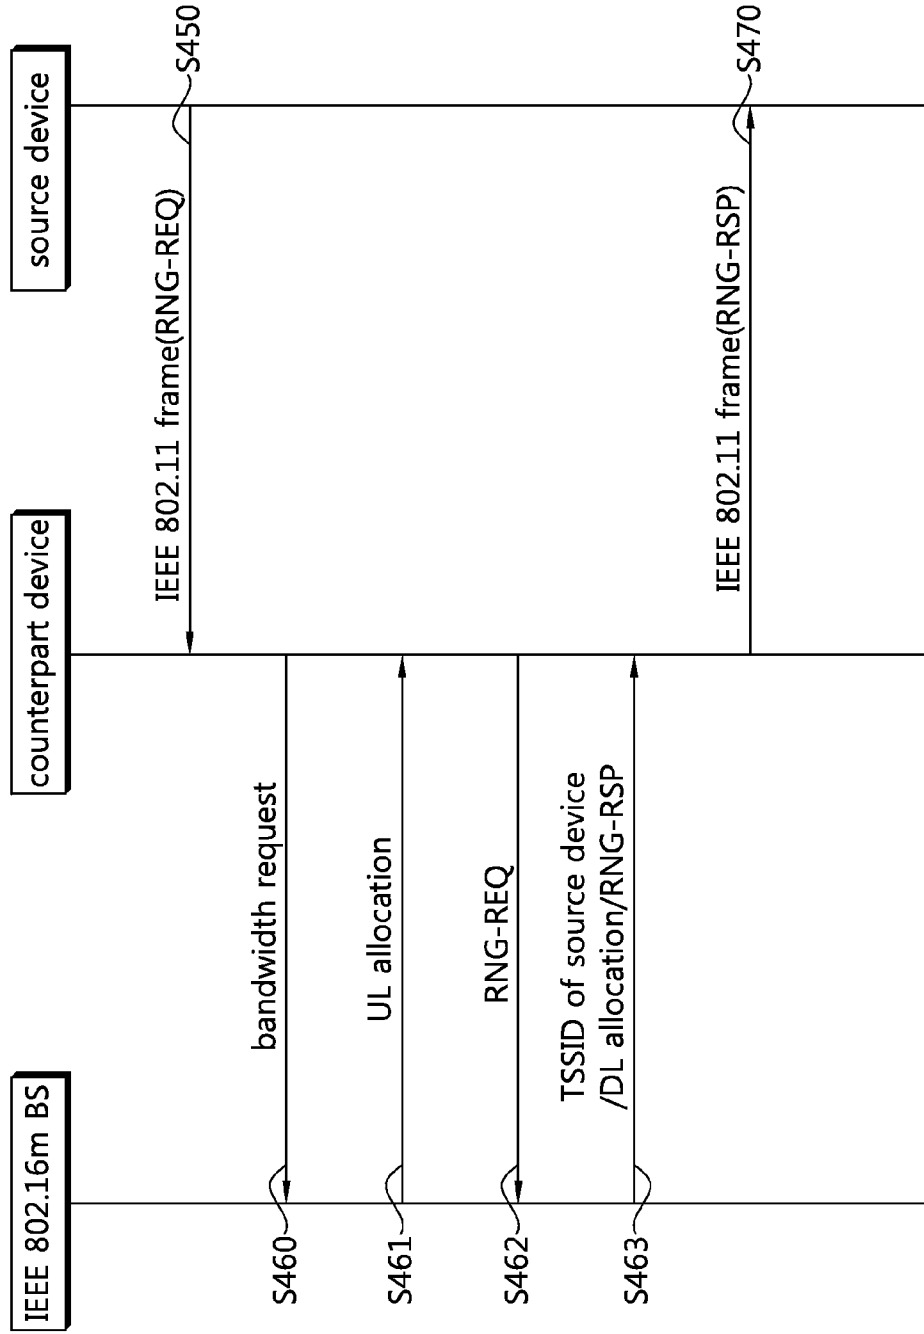 IEEE 802.16m BS
counterpart device
source device
S450
IEEE 802.11 frame(RNG-REQ)
S460
bandwidth request
S461
UL allocation
S462
RNG-REQ
S463
TSSID of source device
/DL allocation/RNG-RSP
IEEE 802.11 frame(RNG-RSP)
S470